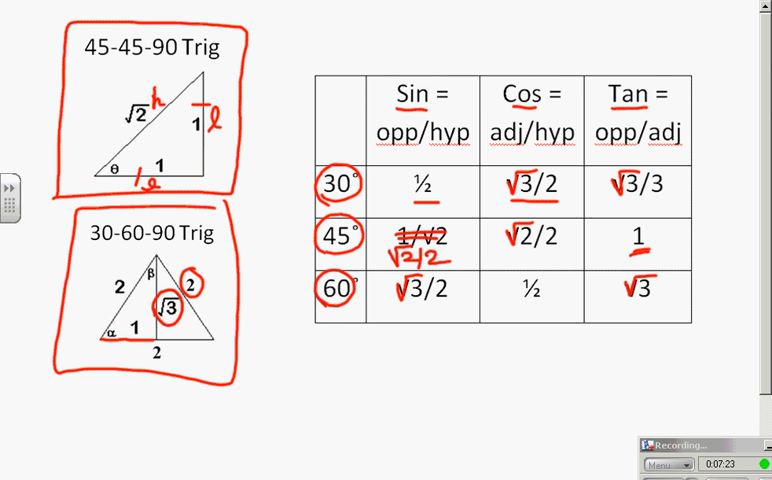 45-45-90 Trig
√2 h
1 l
θ
1
l
30-60-90 Trig
β
2
2
√3
α
1
2
Sin = Cos = Tan =
opp/hyp adj/hyp opp/adj
30° ½ √3/2 √3/3
45° 1/√2 √2/2 1
√2/2
60° √3/2 ½ √3
Recording...
Menu 0:07:23